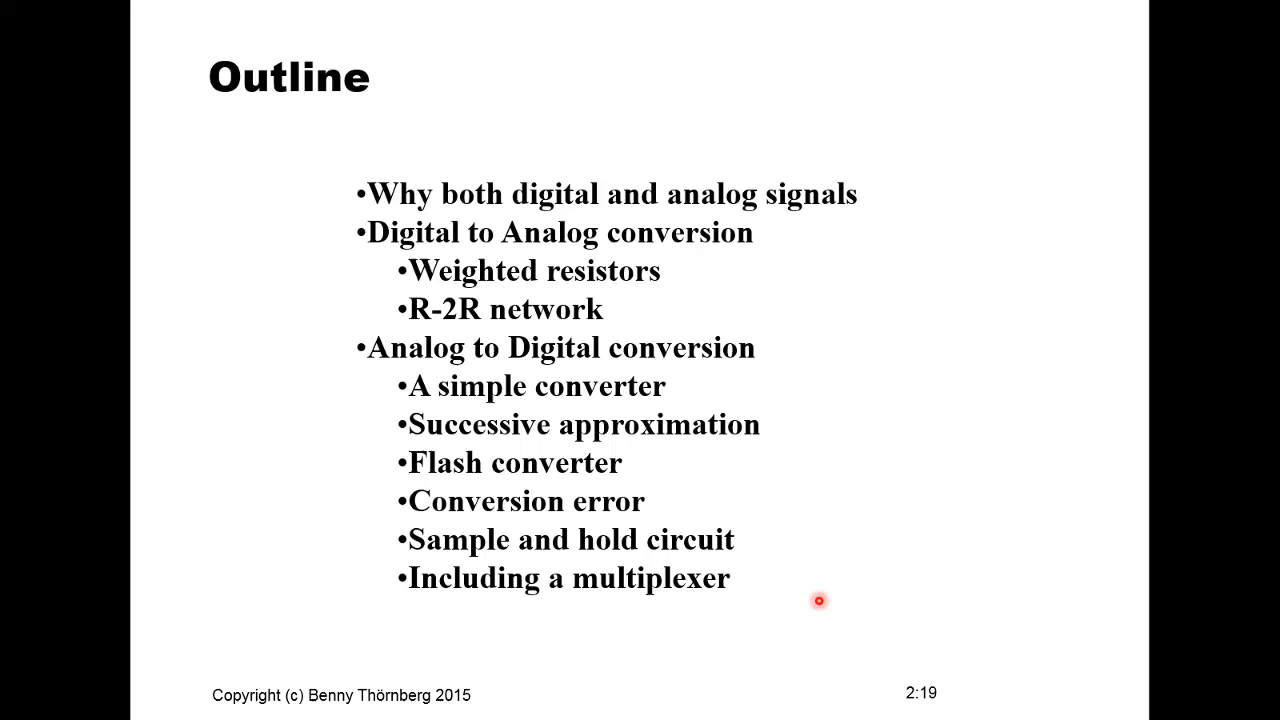 Outline
•Why both digital and analog signals
•Digital to Analog conversion
•Weighted resistors
•R-2R network
•Analog to Digital conversion
•A simple converter
•Successive approximation
•Flash converter
•Conversion error
•Sample and hold circuit
•Including a multiplexer
Copyright (c) Benny Thörnberg 2015
2:19